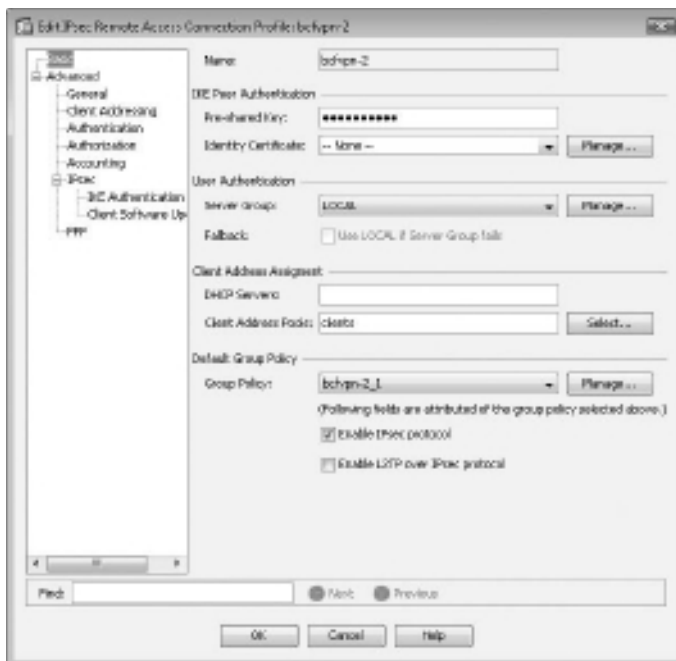 Edit IPsec Remote Access Connection Profile: bcfvpn-2
Basic
Advanced
General
Client Addressing
Authentication
Authorization
Accounting
IPsec
IKE Authentication
Client Software Up
PPP
Name: bcfvpn-2
IKE Peer Authentication
Pre-shared Key: ••••••••••
Identity Certificate: -- None -- Manage...
User Authentication
Server Group: LOCAL Manage...
Fallback: Use LOCAL if Server Group fails
Client Address Assigment
DHCP Servers:
Client Address Pools: clients Select...
Default Group Policy
Group Policy: bcfvpn-2_1 Manage...
(Following fields are attributed of the group policy selected above.)
Enable IPsec protocol
Enable L2TP over IPsec protocol
Find: Next Previous
OK Cancel Help